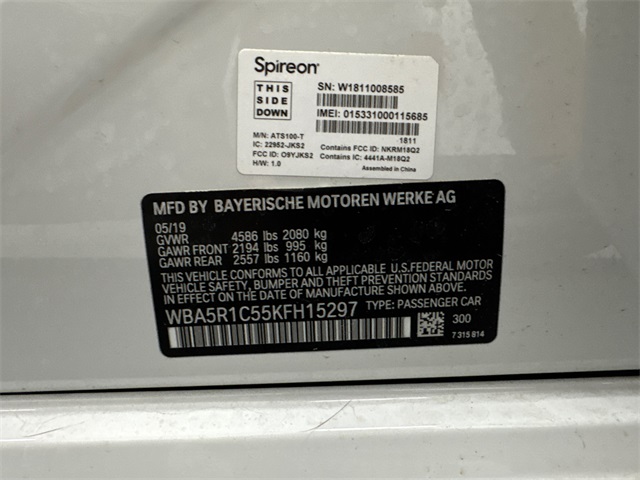 Spireon®
THIS
SIDE
DOWN
M/N: ATS100-T
IC: 22952-JKS2
FCC ID: O9YJKS2
H/W: 1.0
SN: W1811008585
IMEI: 015331000115685
1811
Contains FCC ID: NKRM18Q2
Contains IC: 4441A-M18Q2
Assembled in China
MFD BY BAYERISCHE MOTOREN WERKE AG
05/19
GVWR 4586 lbs 2080 kg
GAWR FRONT 2194 lbs 995 kg
GAWR REAR 2557 lbs 1160 kg
THIS VEHICLE CONFORMS TO ALL APPLICABLE U.S.FEDERAL MOTOR
VEHICLE SAFETY, BUMPER AND THEFT PREVENTION STANDARDS
IN EFFECT ON THE DATE OF MANUFACTURE SHOWN ABOVE.
WBA5R1C55KFH15297 TYPE: PASSENGER CAR
300
7 315 814